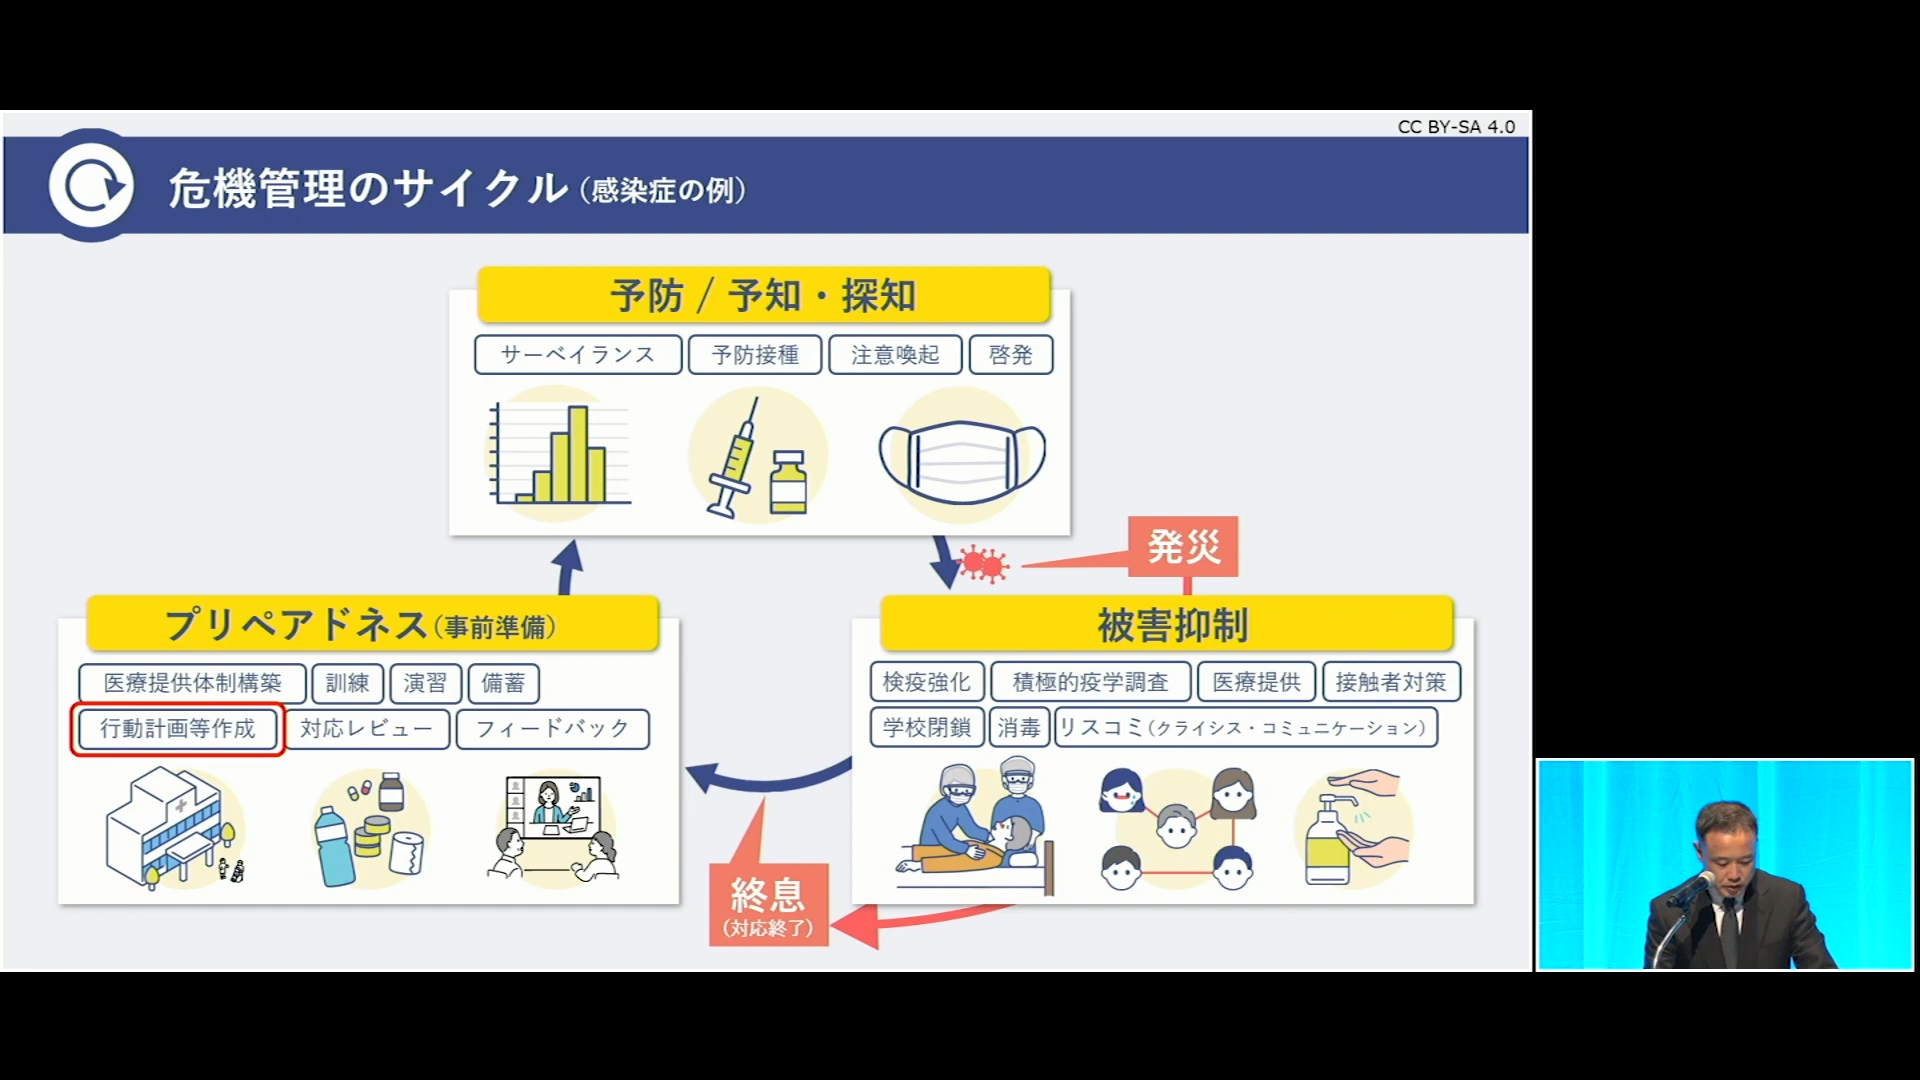 CC BY-SA 4.0
危機管理のサイクル（感染症の例）
予防 / 予知・探知
サーベイランス 予防接種 注意喚起 啓発
発災
プリペアドネス（事前準備）
医療提供体制構築 訓練 演習 備蓄
行動計画等作成 対応レビュー フィードバック
被害抑制
検疫強化 積極的疫学調査 医療提供 接触者対策
学校閉鎖 消毒 リスコミ（クライシス・コミュニケーション）
終息
（対応終了）